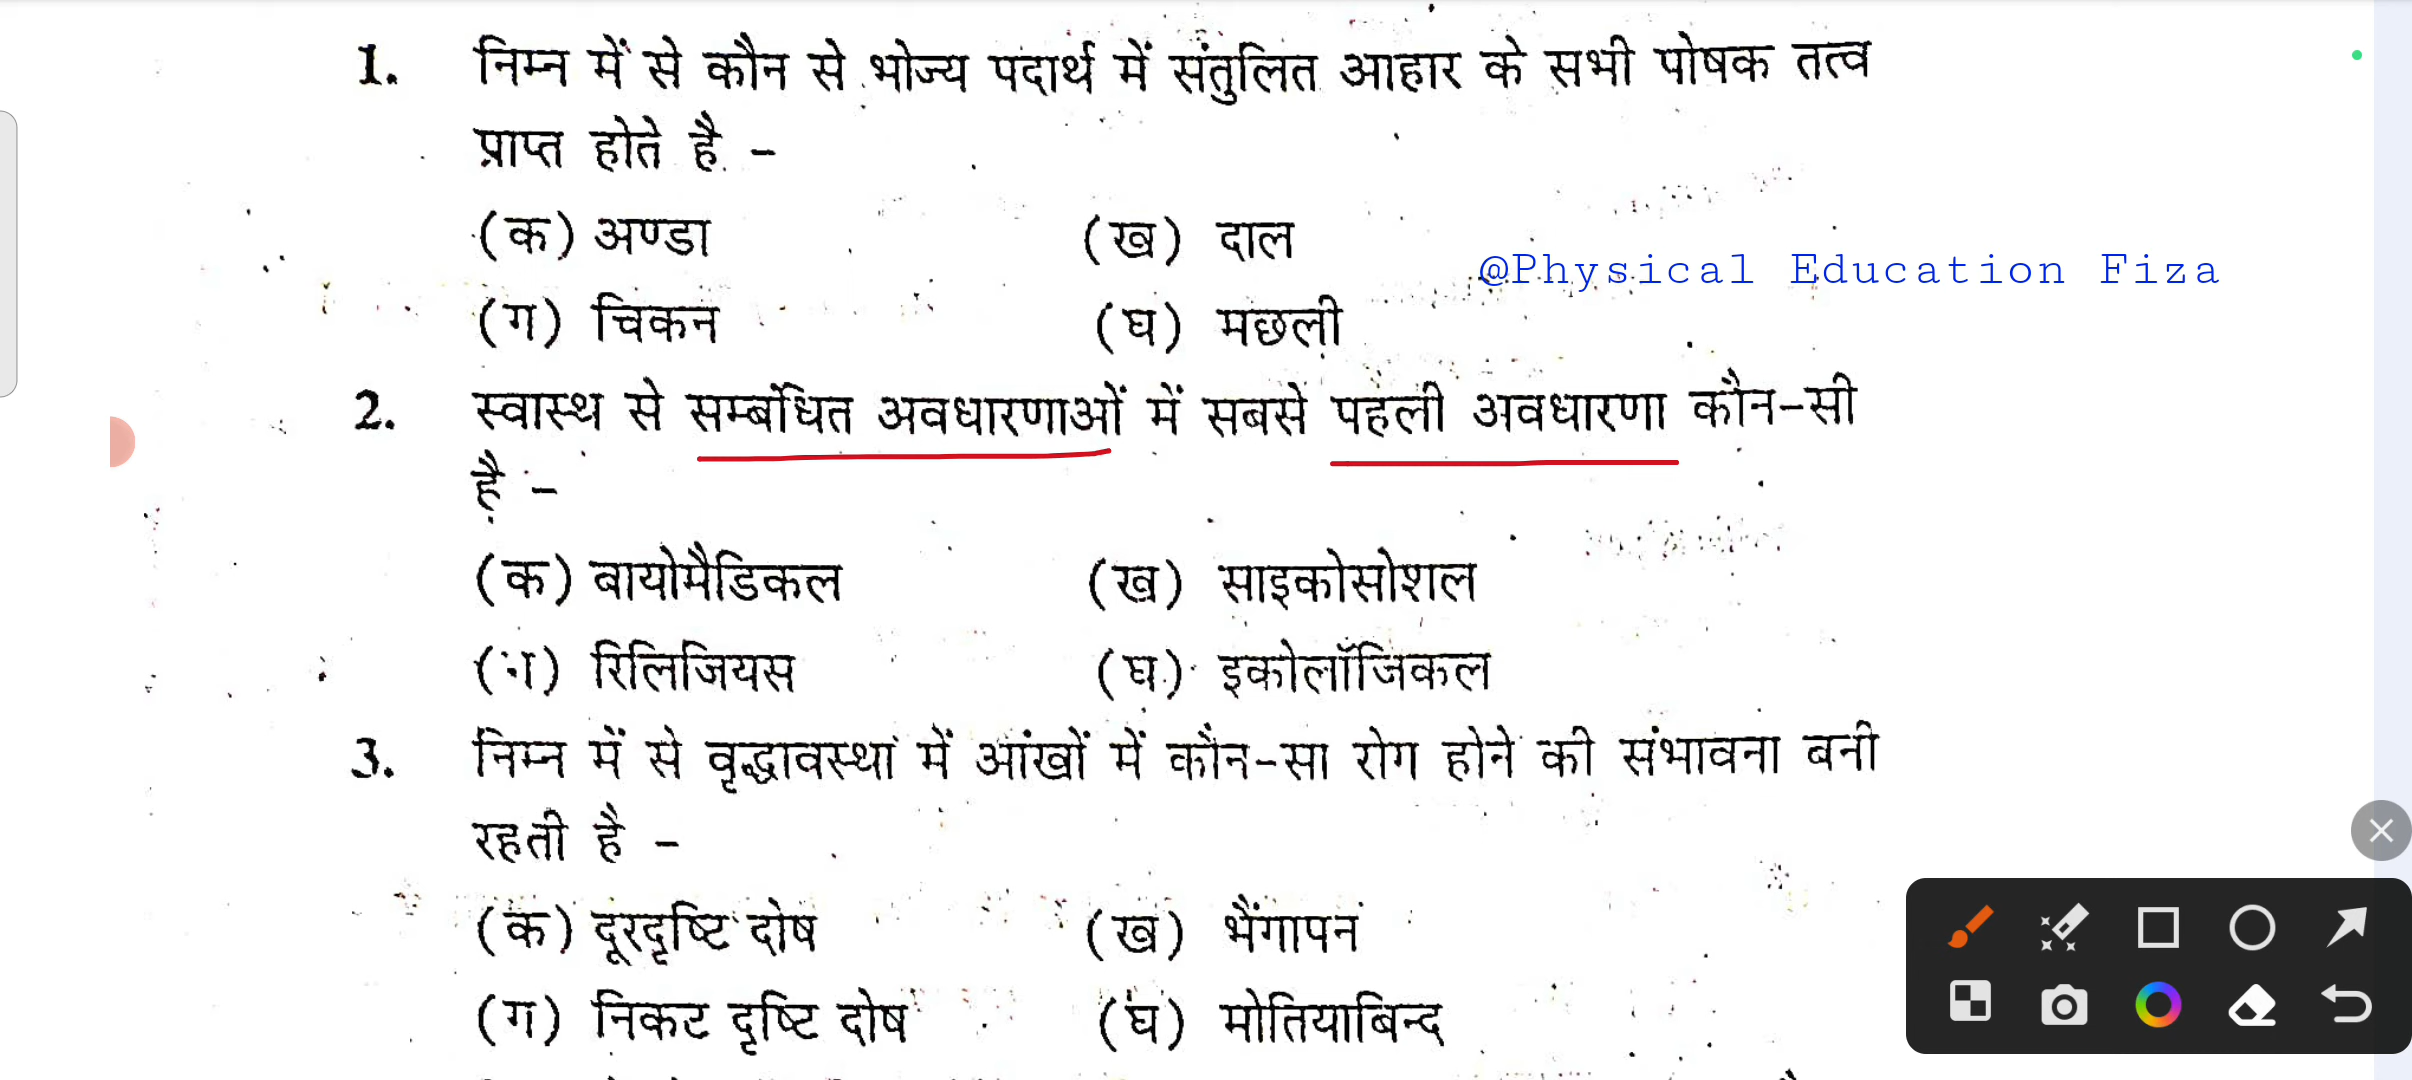 1. निम्न में से कौन से भोज्य पदार्थ में संतुलित आहार के सभी पोषक तत्व
प्राप्त होते है -
(क) अण्डा (ख) दाल
@Physical Education Fiza
(ग) चिकन (घ) मछली
2. स्वास्थ से सम्बंधित अवधारणाओं में सबसे पहली अवधारणा कौन-सी
है -
(क) बायोमैडिकल (ख) साइकोसोशल
(ग) रिलिजियस (घ) इकोलॉजिकल
3. निम्न में से वृद्धावस्था में आंखों में कौन-सा रोग होने की संभावना बनी
रहती है -
(क) दूरदृष्टि दोष (ख) भैंगापन
(ग) निकट दृष्टि दोष (घ) मोतियाबिन्द